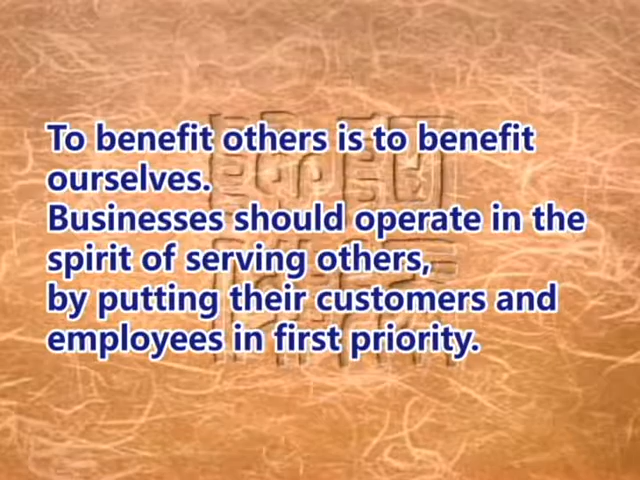 To benefit others is to benefit
ourselves.
Businesses should operate in the
spirit of serving others,
by putting their customers and
employees in first priority.